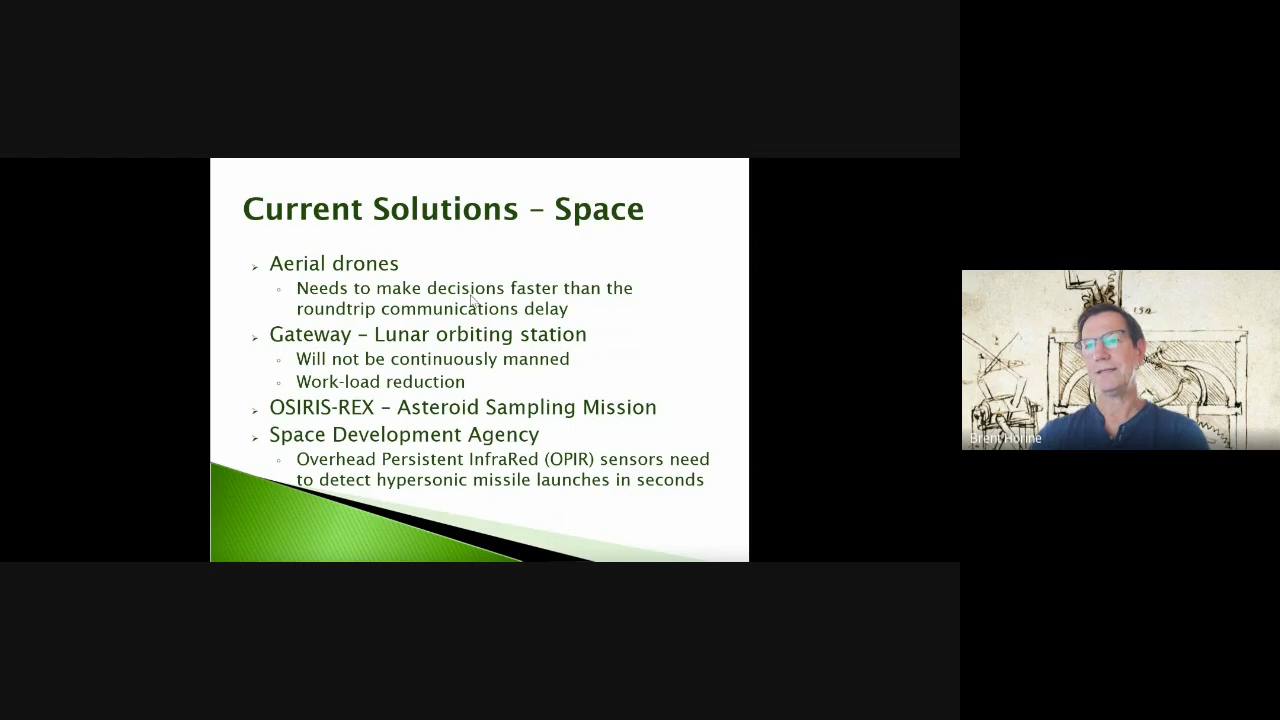 Current Solutions – Space
Aerial drones
Needs to make decisions faster than the
roundtrip communications delay
Gateway – Lunar orbiting station
Will not be continuously manned
Work-load reduction
OSIRIS-REX – Asteroid Sampling Mission
Space Development Agency
Overhead Persistent InfraRed (OPIR) sensors need
to detect hypersonic missile launches in seconds
Brent Horine